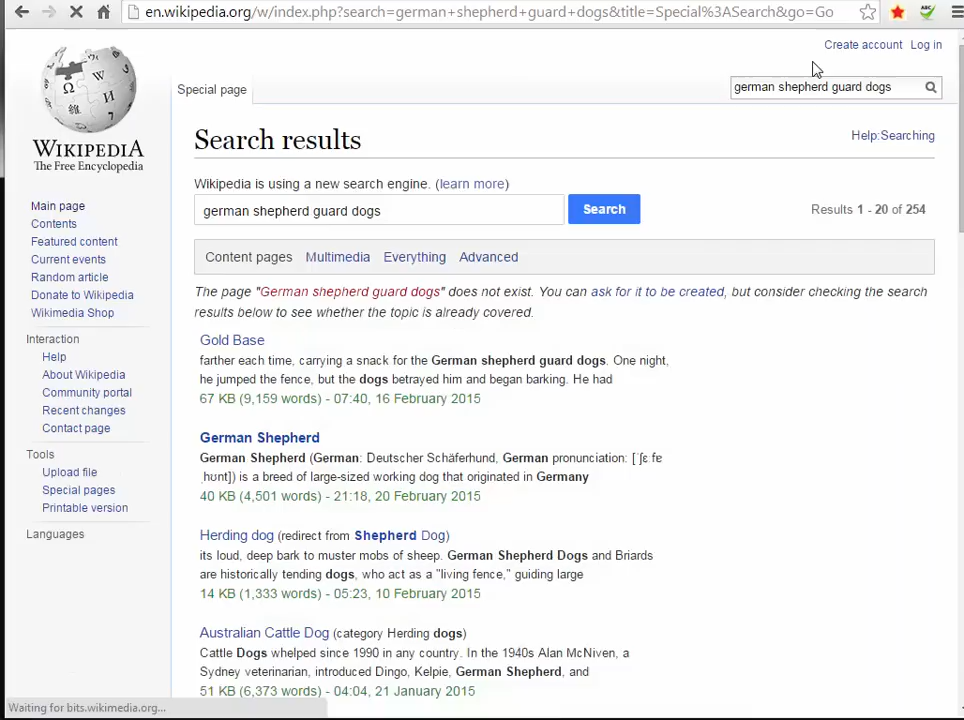 en.wikipedia.org/w/index.php?search=german+shepherd+guard+dogs&title=Special%3ASearch&go=Go
ABC
Create account Log in
Special page
german shepherd guard dogs
WIKIPEDIA
The Free Encyclopedia
Search results
Help:Searching
Wikipedia is using a new search engine. (learn more)
german shepherd guard dogs
Search
Results 1 - 20 of 254
Content pages Multimedia Everything Advanced
The page "German shepherd guard dogs" does not exist. You can ask for it to be created, but consider checking the search
results below to see whether the topic is already covered.
Gold Base
farther each time, carrying a snack for the German shepherd guard dogs. One night,
he jumped the fence, but the dogs betrayed him and began barking. He had
67 KB (9,159 words) - 07:40, 16 February 2015
German Shepherd
German Shepherd (German: Deutscher Schäferhund, German pronunciation: [ˈʃɛːfɐ
ˌhʊnt]) is a breed of large-sized working dog that originated in Germany
40 KB (4,501 words) - 21:18, 20 February 2015
Herding dog (redirect from Shepherd Dog)
its loud, deep bark to muster mobs of sheep. German Shepherd Dogs and Briards
are historically tending dogs, who act as a "living fence," guiding large
14 KB (1,333 words) - 05:23, 10 February 2015
Australian Cattle Dog (category Herding dogs)
Cattle Dogs whelped since 1990 in any country. In the 1940s Alan McNiven, a
Sydney veterinarian, introduced Dingo, Kelpie, German Shepherd, and
51 KB (6,373 words) - 04:04, 21 January 2015
Main page
Contents
Featured content
Current events
Random article
Donate to Wikipedia
Wikimedia Shop
Interaction
Help
About Wikipedia
Community portal
Recent changes
Contact page
Tools
Upload file
Special pages
Printable version
Languages
Waiting for bits.wikimedia.org...